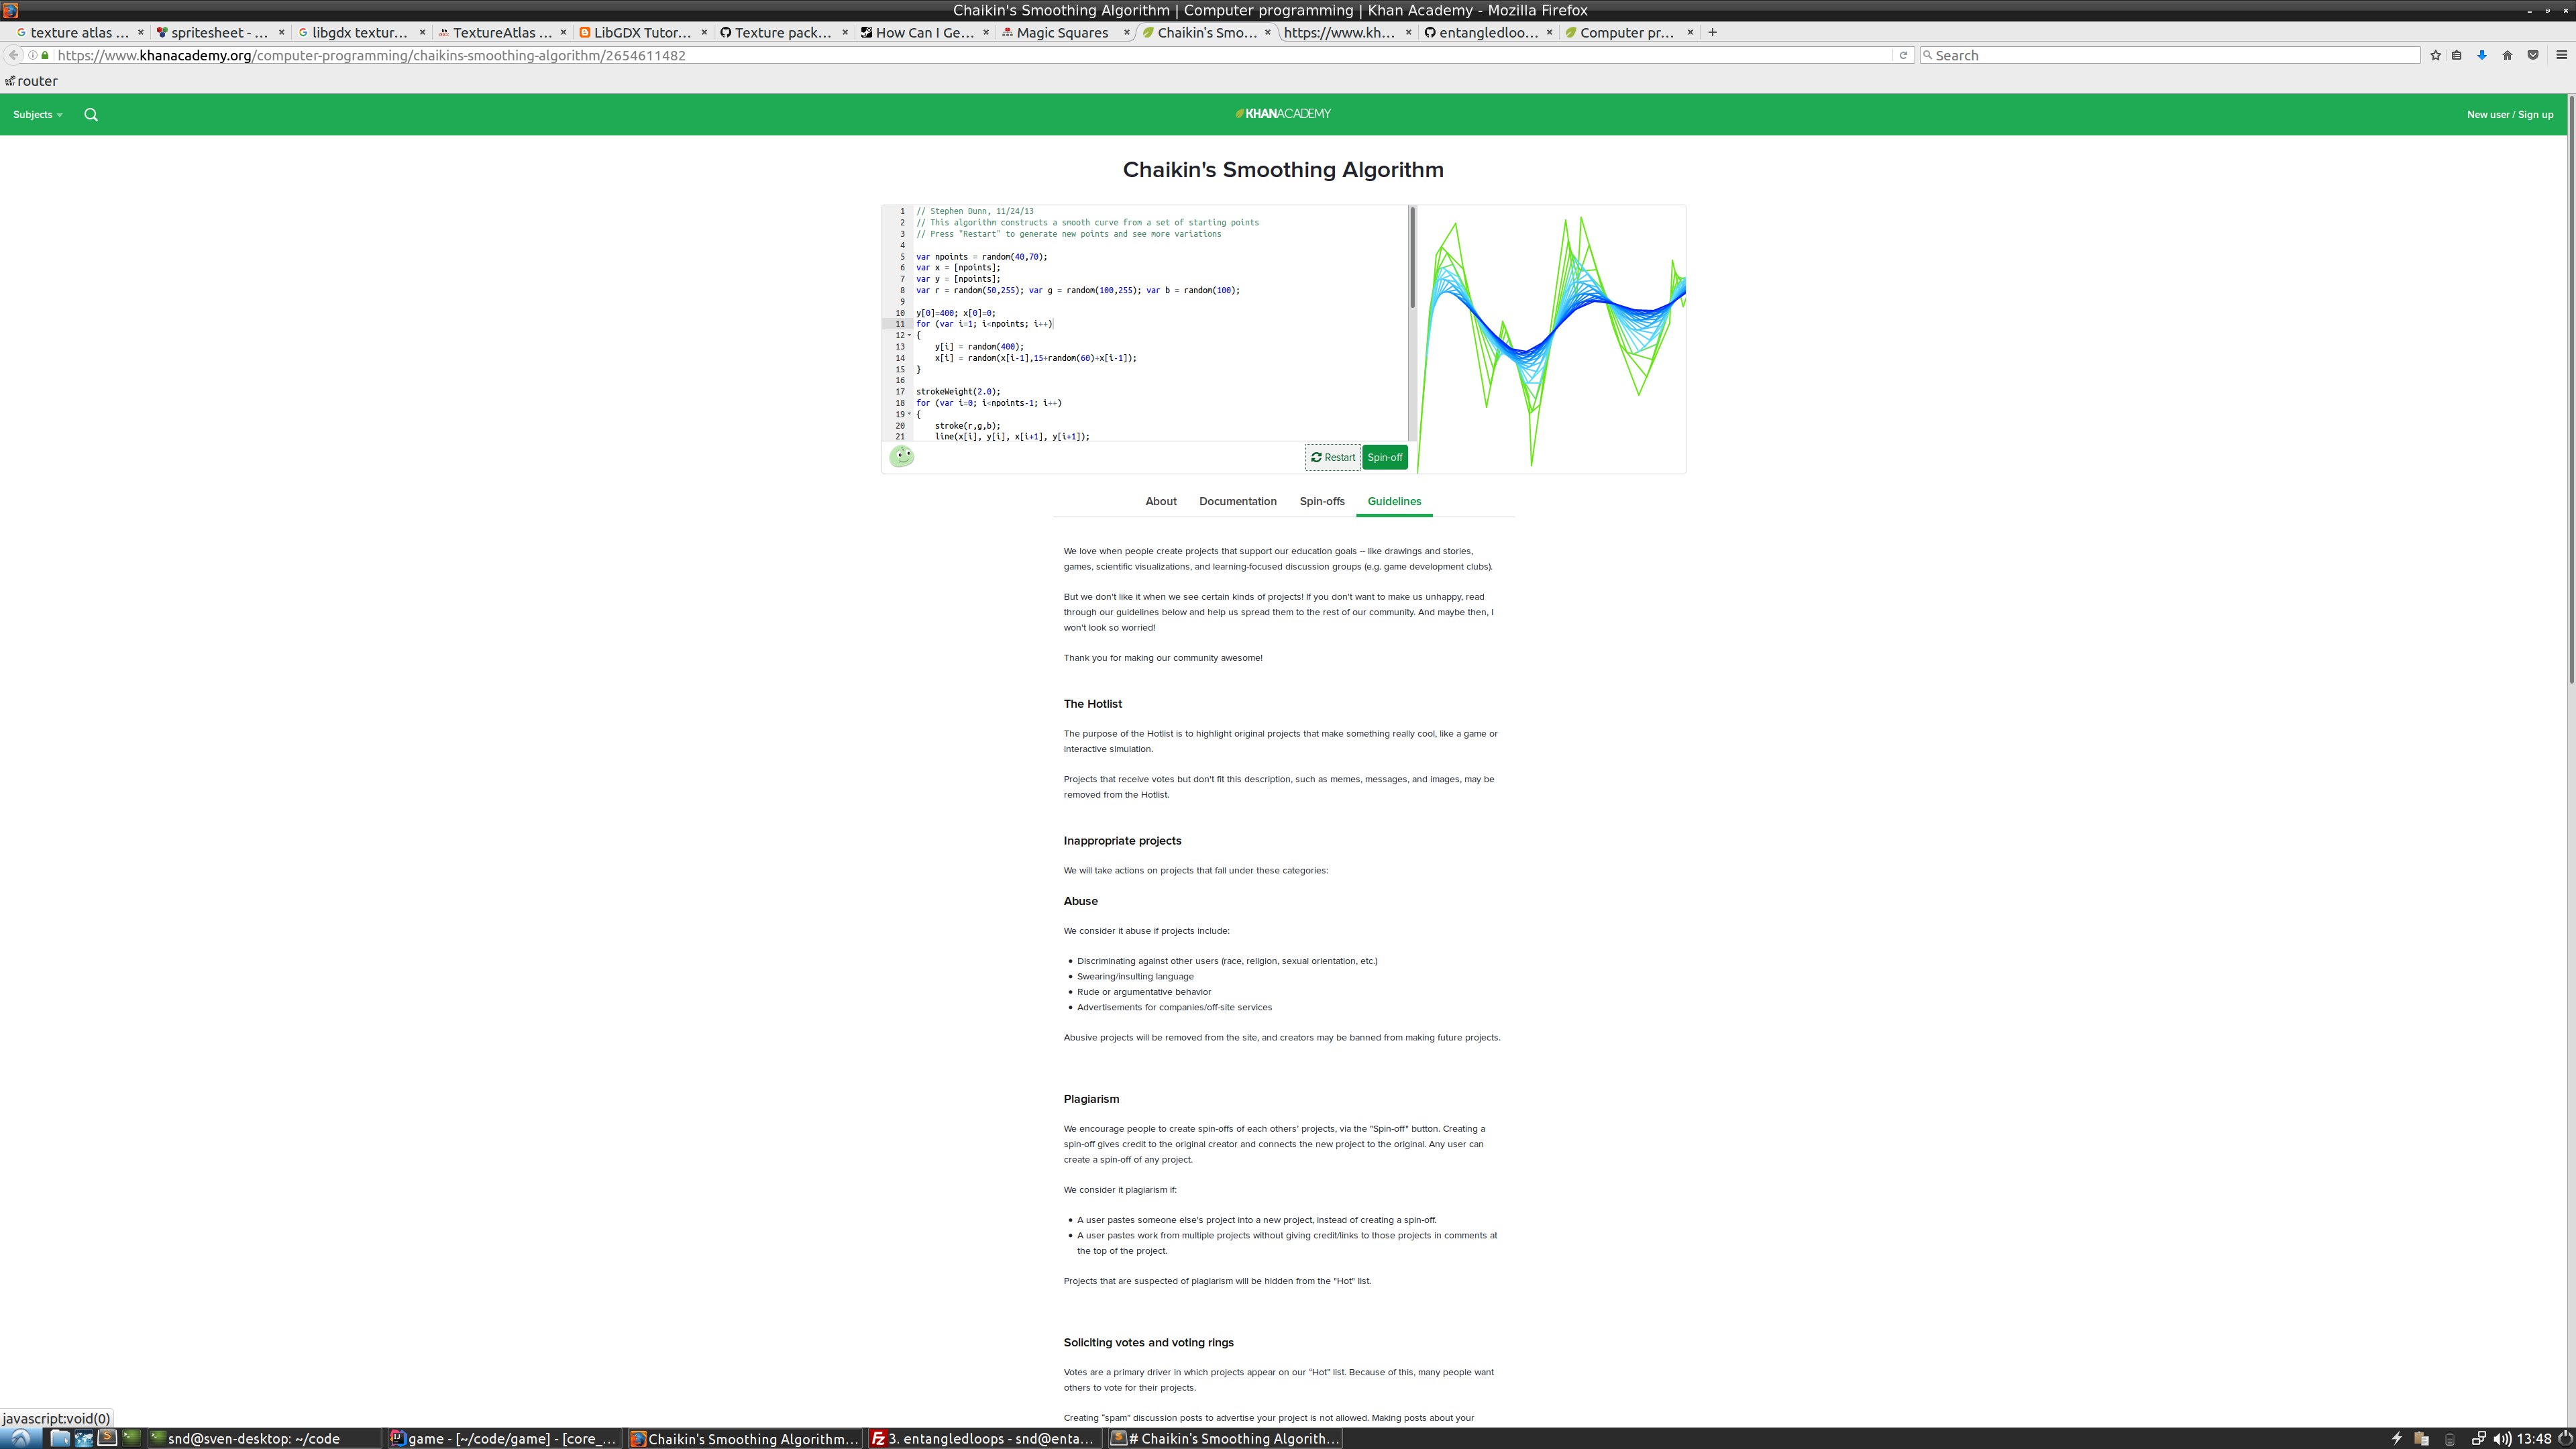 Chaikin's Smoothing Algorithm | Computer programming | Khan Academy - Mozilla Firefox
texture atlas ... spritesheet - ... libgdx textur... TextureAtlas ... LibGDX Tutor... Texture pack... How Can I Ge... Magic Squares Chaikin's Smo... https://www.kh... entangledloo... Computer pr...
https://www.khanacademy.org/computer-programming/chaikins-smoothing-algorithm/2654611482
Search
router
Subjects
KHANACADEMY
New user / Sign up
Chaikin's Smoothing Algorithm
1 // Stephen Dunn, 11/24/13
2 // This algorithm constructs a smooth curve from a set of starting points
3 // Press "Restart" to generate new points and see more variations
4
5 var npoints = random(40,70);
6 var x = [npoints];
7 var y = [npoints];
8 var r = random(50,255); var g = random(100,255); var b = random(100);
9
10 y[0]=400; x[0]=0;
11 for (var i=1; i<npoints; i++)
12 {
13 y[i] = random(400);
14 x[i] = random(x[i-1],15+random(60)+x[i-1]);
15 }
16
17 strokeWeight(2.0);
18 for (var i=0; i<npoints-1; i++)
19 {
20 stroke(r,g,b);
21 line(x[i], y[i], x[i+1], y[i+1]);
Restart
Spin-off
About Documentation Spin-offs Guidelines
We love when people create projects that support our education goals – like drawings and stories,
games, scientific visualizations, and learning-focused discussion groups (e.g. game development clubs).
But we don't like it when we see certain kinds of projects! If you don't want to make us unhappy, read
through our guidelines below and help us spread them to the rest of our community. And maybe then, I
won't look so worried!
Thank you for making our community awesome!
The Hotlist
The purpose of the Hotlist is to highlight original projects that make something really cool, like a game or
interactive simulation.
Projects that receive votes but don't fit this description, such as memes, messages, and images, may be
removed from the Hotlist.
Inappropriate projects
We will take actions on projects that fall under these categories:
Abuse
We consider it abuse if projects include:
• Discriminating against other users (race, religion, sexual orientation, etc.)
• Swearing/insulting language
• Rude or argumentative behavior
• Advertisements for companies/off-site services
Abusive projects will be removed from the site, and creators may be banned from making future projects.
Plagiarism
We encourage people to create spin-offs of each others' projects, via the "Spin-off" button. Creating a
spin-off gives credit to the original creator and connects the new project to the original. Any user can
create a spin-off of any project.
We consider it plagiarism if:
• A user pastes someone else's project into a new project, instead of creating a spin-off.
• A user pastes work from multiple projects without giving credit/links to those projects in comments at
the top of the project.
Projects that are suspected of plagiarism will be hidden from the "Hot" list.
Soliciting votes and voting rings
Votes are a primary driver in which projects appear on our "Hot" list. Because of this, many people want
others to vote for their projects.
Creating "spam" discussion posts to advertise your project is not allowed. Making posts about your
javascript:void(0)
snd@sven-desktop: ~/code
game - [~/code/game] - [core_...
Chaikin's Smoothing Algorithm...
3. entangledloops - snd@enta...
# Chaikin's Smoothing Algorith...
13:48